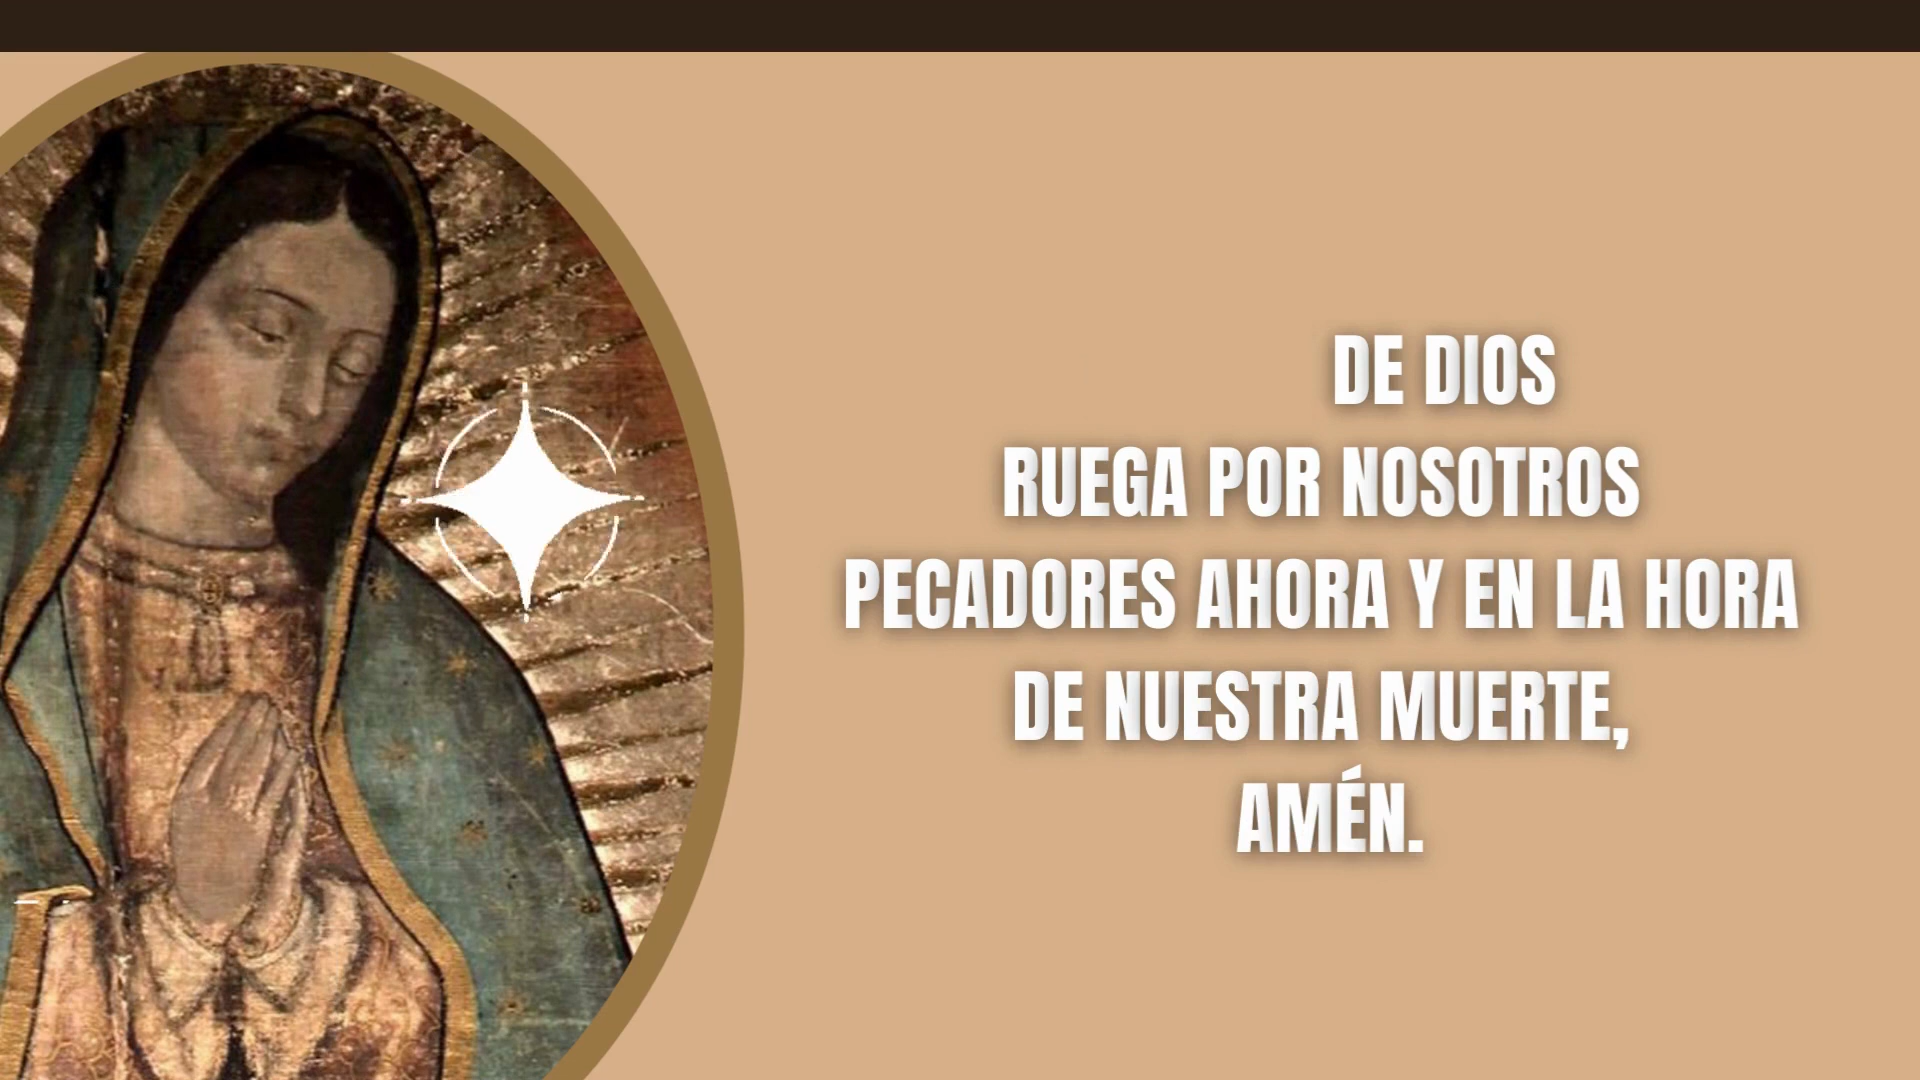 DE DIOS
RUEGA POR NOSOTROS
PECADORES AHORA Y EN LA HORA
DE NUESTRA MUERTE,
AMÉN.